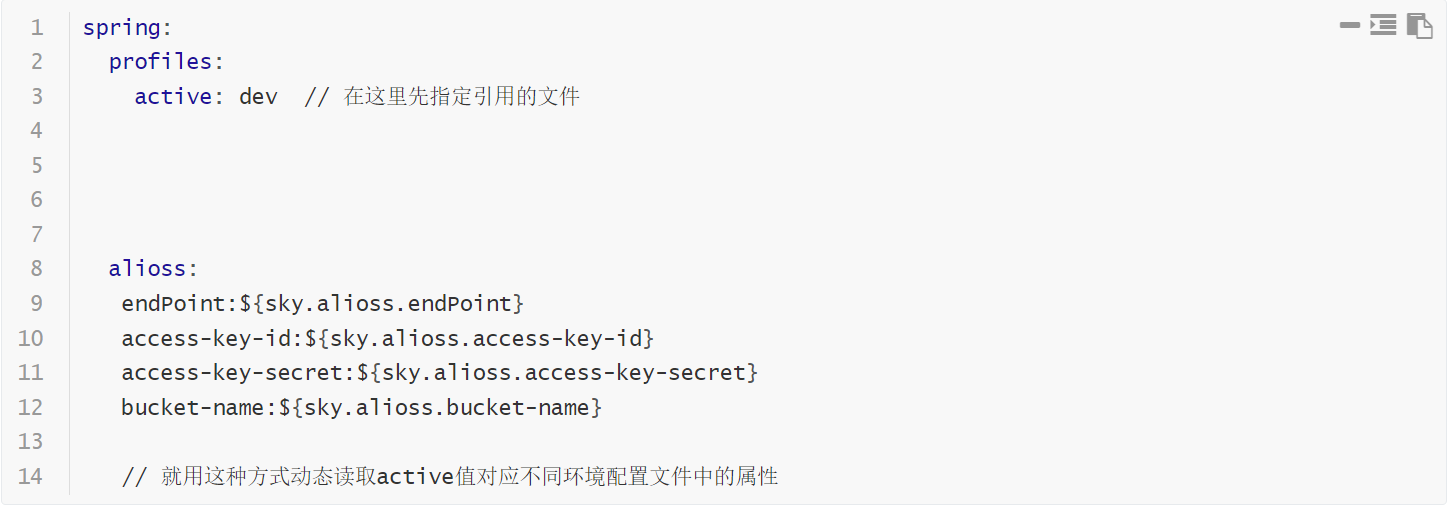 1 spring:
2 profiles:
3 active: dev // 在这里先指定引用的文件
4
5
6
7
8 alioss:
9 endPoint:${sky.alioss.endPoint}
10 access-key-id:${sky.alioss.access-key-id}
11 access-key-secret:${sky.alioss.access-key-secret}
12 bucket-name:${sky.alioss.bucket-name}
13
14 // 就用这种方式动态读取active值对应不同环境配置文件中的属性